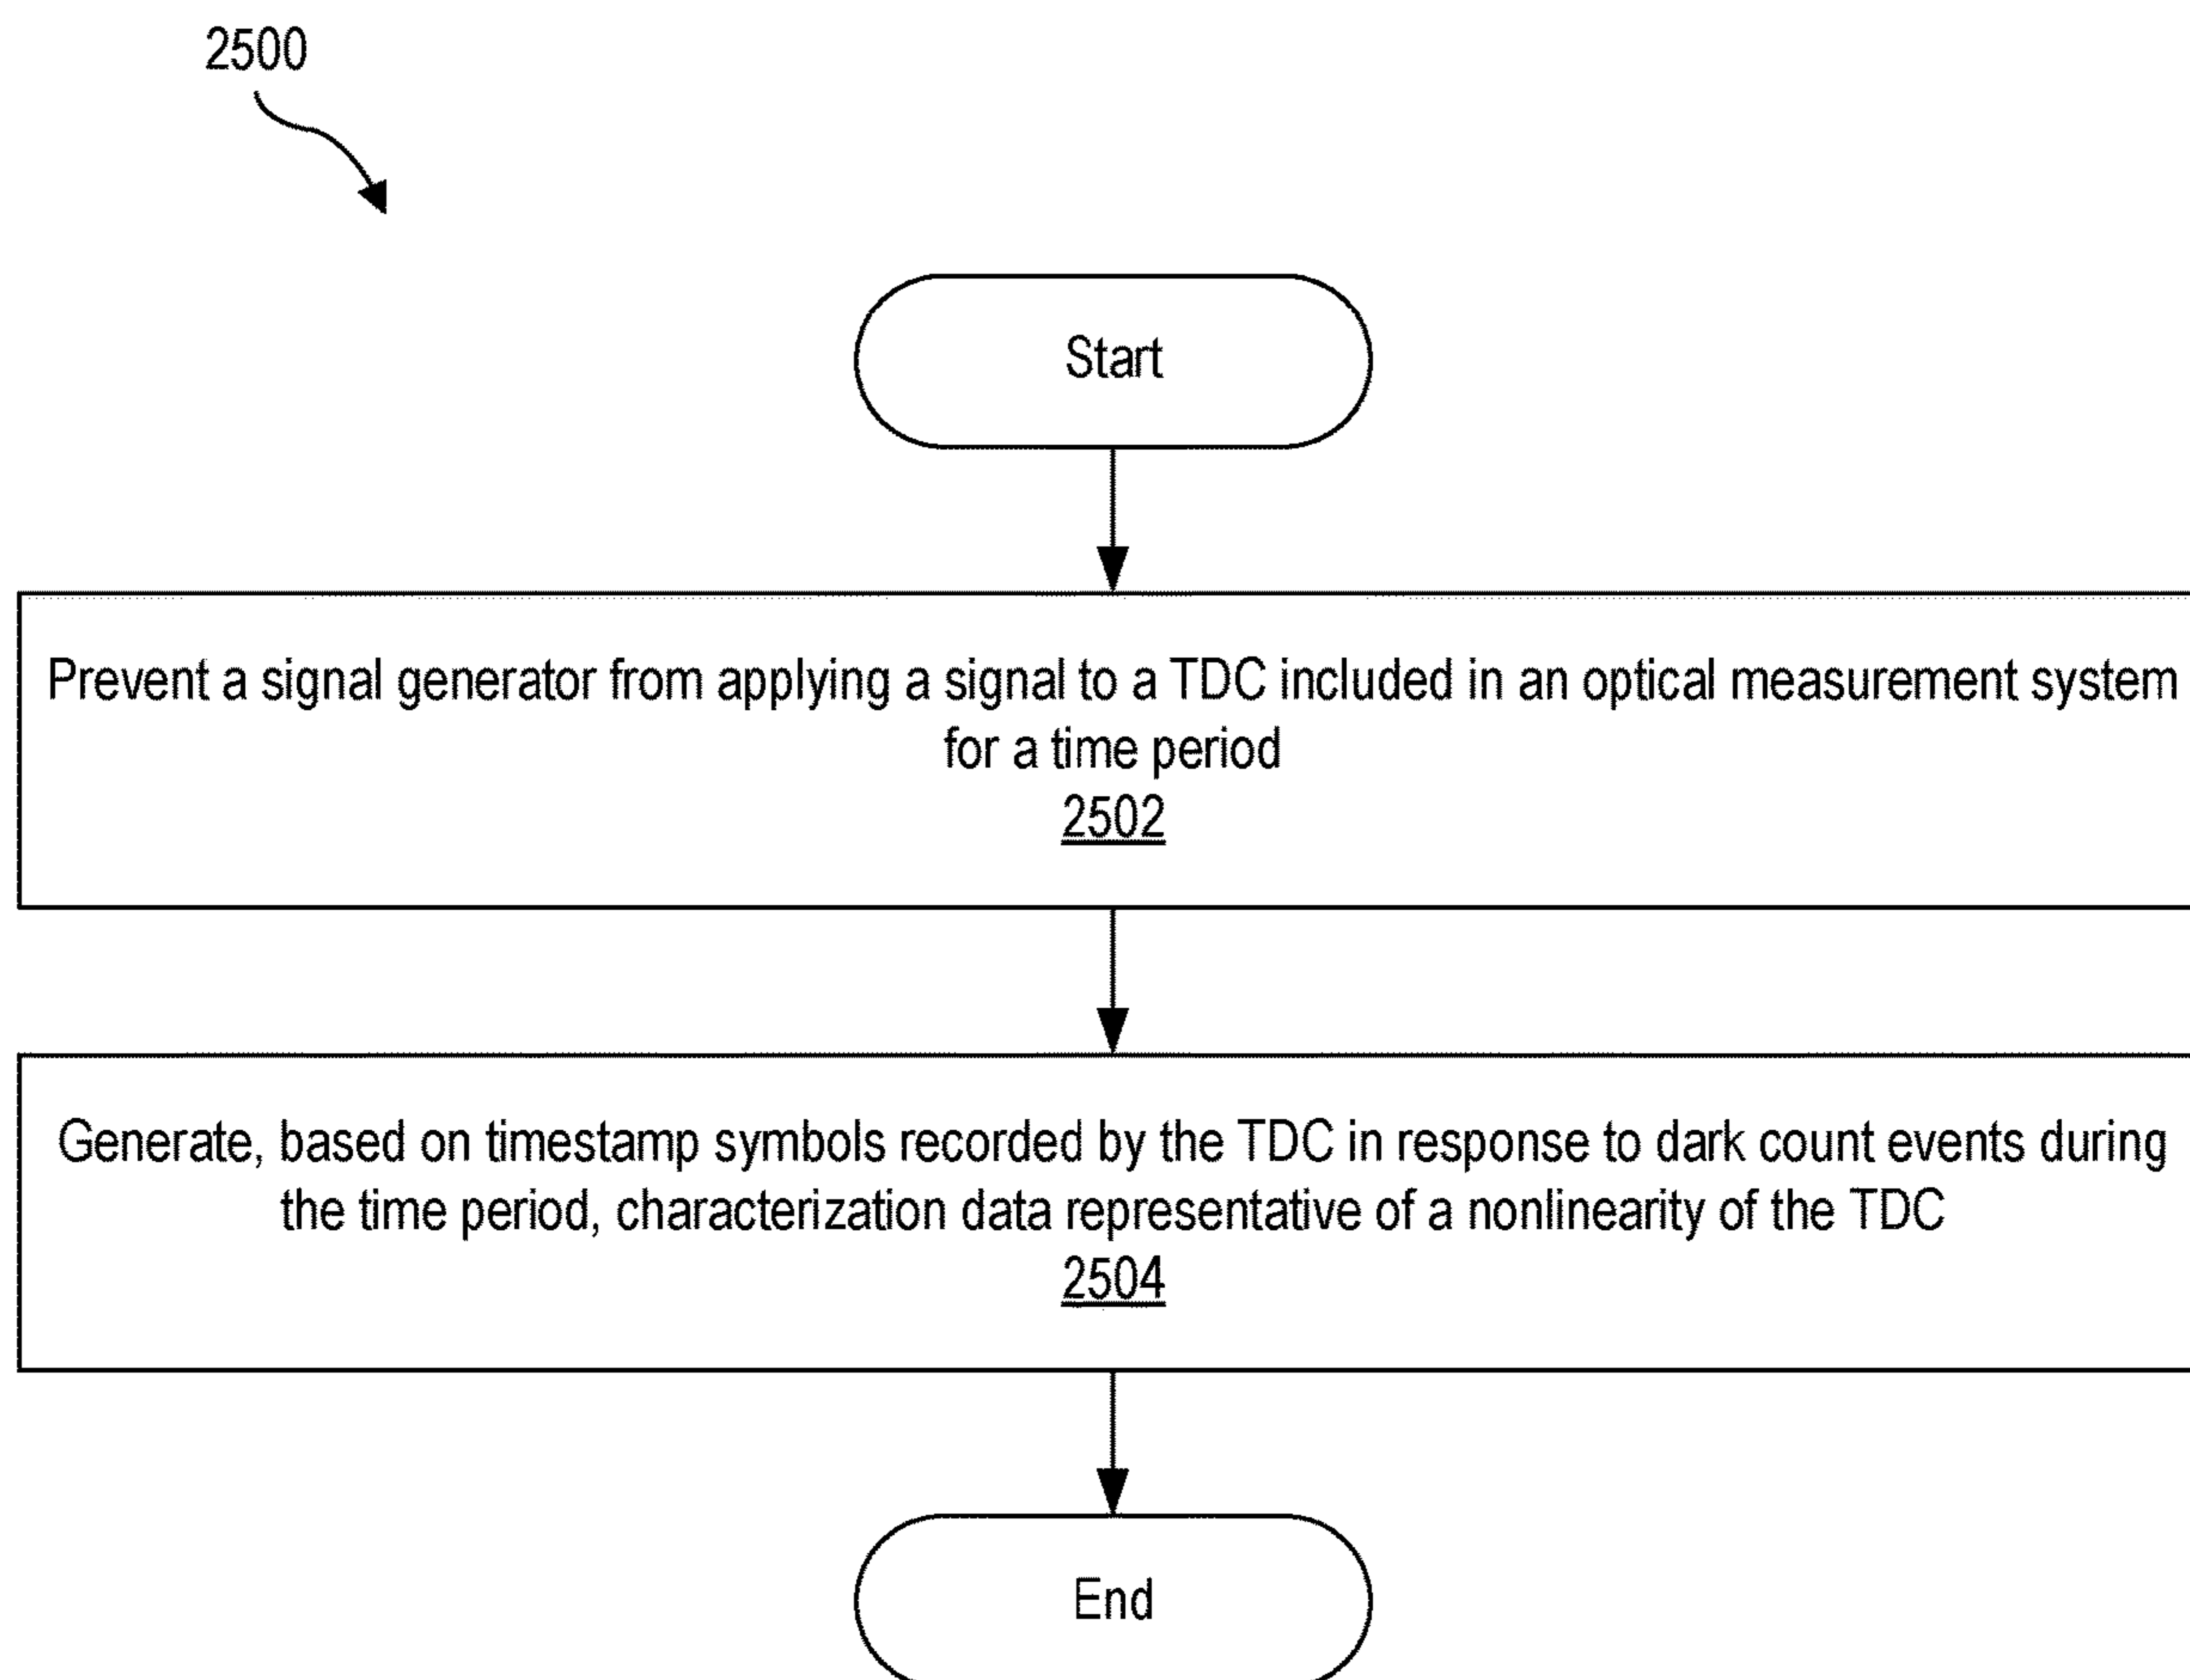 2500
Start
Prevent a signal generator from applying a signal to a TDC included in an optical measurement system
for a time period
2502
Generate, based on timestamp symbols recorded by the TDC in response to dark count events during
the time period, characterization data representative of a nonlinearity of the TDC
2504
End